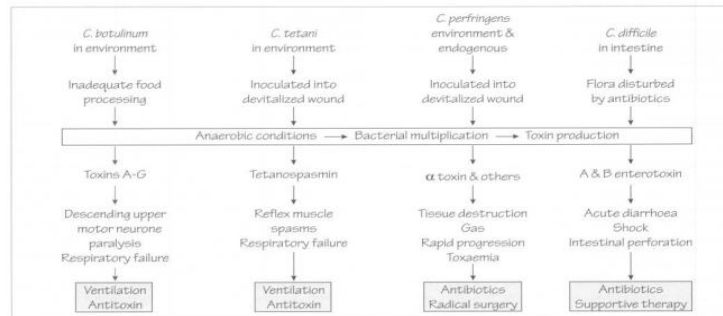 C. botulinum
in environment
Inadequate food
processing
C. tetani
in environment
Inoculated into
devitalized wound
C. perfringens
environment &
endogenous
Inoculated into
devitalized wound
C. difficile
in intestine
Flora disturbed
by antibiotics
Anaerobic conditions → Bacterial multiplication → Toxin production
Toxins A-G
Descending upper
motor neurone
paralysis
Respiratory failure
Ventilation
Antitoxin
Tetanospasmin
Reflex muscle
spasms
Respiratory failure
Ventilation
Antitoxin
α toxin & others
Tissue destruction
Gas
Rapid progression
Toxaemia
Antibiotics
Radical surgery
A & B enterotoxin
Acute diarrhoea
Shock
Intestinal perforation
Antibiotics
Supportive therapy